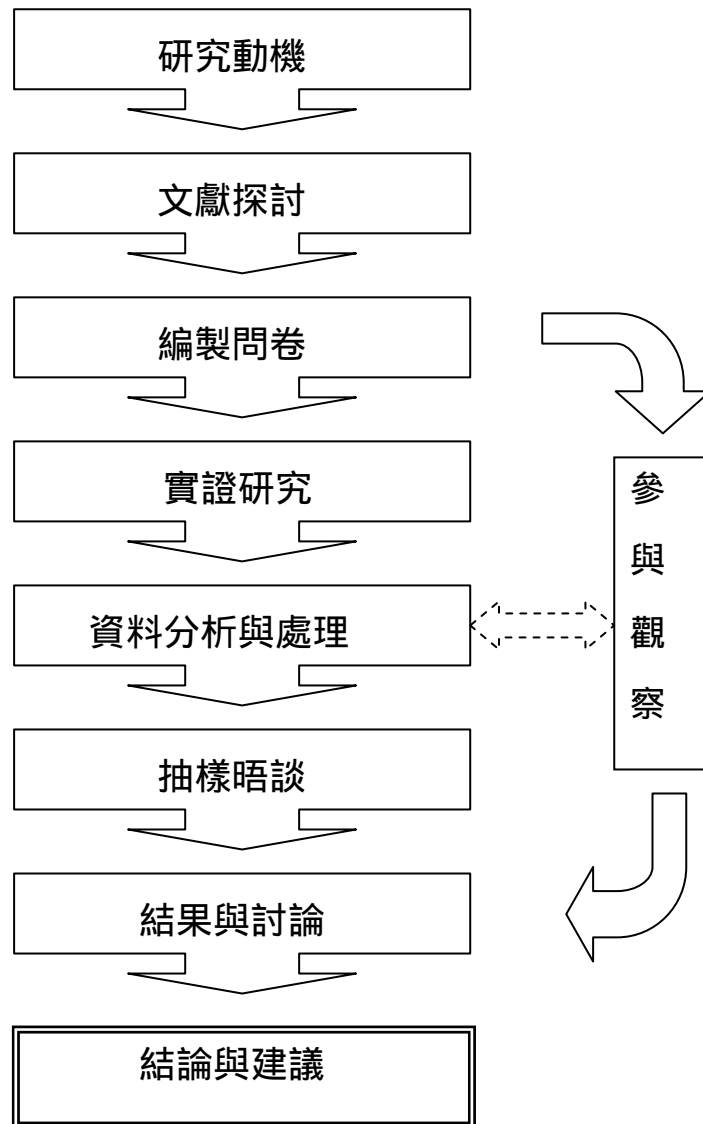 研究動機
文獻探討
編製問卷
實證研究
資料分析與處理
抽樣晤談
結果與討論
結論與建議
參與觀察